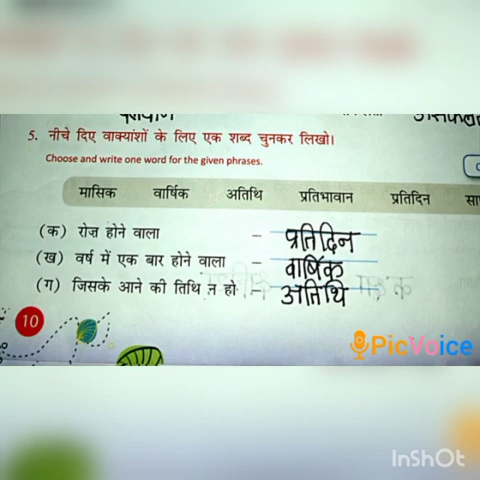 5. नीचे दिए वाक्यांशों के लिए एक शब्द चुनकर लिखो।
Choose and write one word for the given phrases.
मासिक वार्षिक अतिथि प्रतिभावान प्रतिदिन
(क) रोज़ होने वाला – प्रतिदिन
(ख) वर्ष में एक बार होने वाला – वार्षिक
(ग) जिसके आने की तिथि न हो – अतिथि
10
PicVoice
InShOt